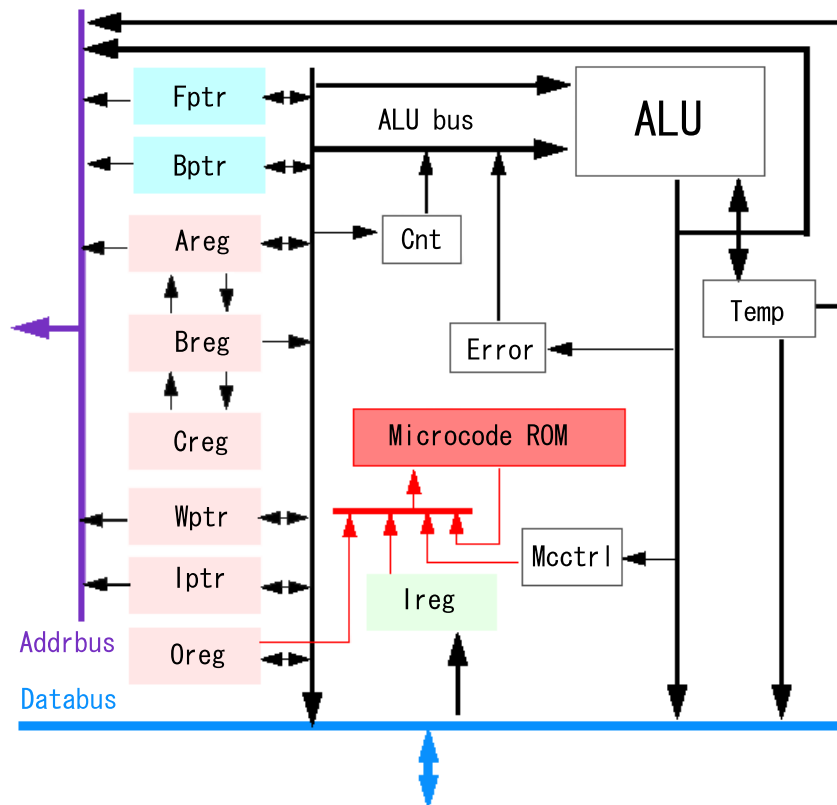 Fptr
ALU bus
ALU
Bptr
Areg
Cnt
Temp
Breg
Error
Creg
Microcode ROM
Wptr
Mcctrl
Iptr
Ireg
Addrbus
Oreg
Databus